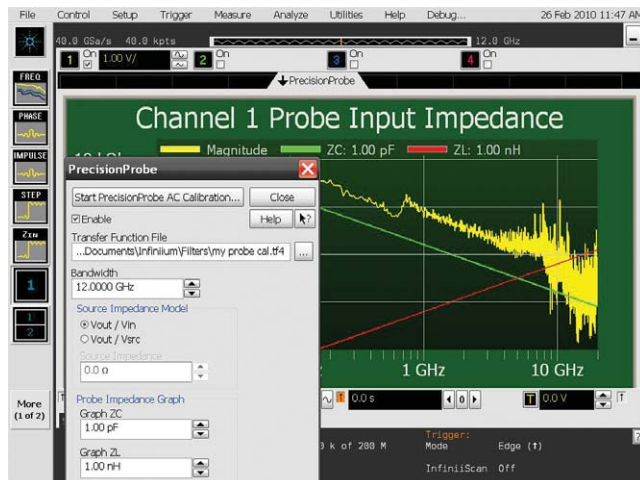 File Control Setup Trigger Measure Analyze Utilities Help Debug... 26 Feb 2010 11:47 AM
40.0 GSa/s 40.0 kpts 12.0 GHz
1 On 1.00 V/ 2 On 3 On 4 On
PrecisionProbe
FREQ
PHASE
IMPULSE
STEP
ZIN
1
1
2
More
(1 of 2)
Channel 1 Probe Input Impedance
Magnitude ZC: 1.00 pF ZL: 1.00 nH
1 GHz 10 GHz
PrecisionProbe
Start PrecisionProbe AC Calibration... Close
Enable Help
Transfer Function File
...Documents\Infiniium\Filters\my probe cal.tf4 ...
Bandwidth
12.0000 GHz
Source Impedance Model
Vout / Vin
Vout / Vsrc
Source Impedance
0.0 Ω
Probe Impedance Graph
Graph ZC
1.00 pF
Graph ZL
1.00 nH
T 0.0 s 0 T 0.0 V T
k of 200 M
Trigger:
Mode Edge (↑)
InfiniiScan Off